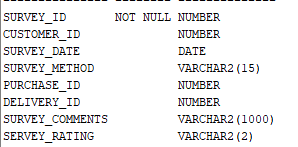 SURVEY_ID NOT NULL NUMBER
CUSTOMER_ID NUMBER
SURVEY_DATE DATE
SURVEY_METHOD VARCHAR2(15)
PURCHASE_ID NUMBER
DELIVERY_ID NUMBER
SURVEY_COMMENTS VARCHAR2(1000)
SERVEY_RATING VARCHAR2(2)